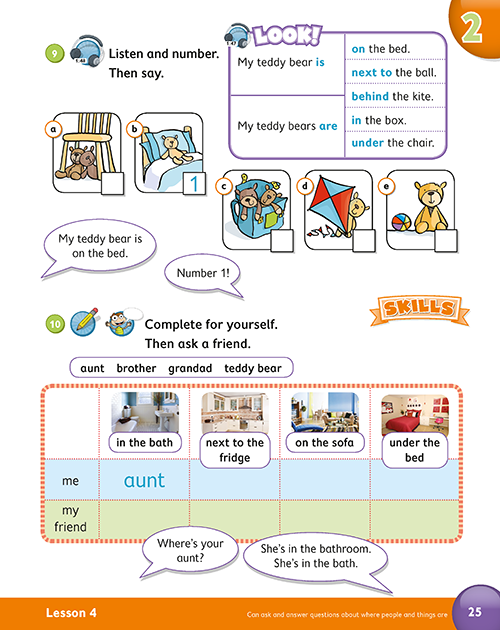 2
9
1.48
Listen and number.
Then say.
1.47
LOOK!
My teddy bear is
My teddy bears are
on the bed.
next to the ball.
behind the kite.
in the box.
under the chair.
a
b
1
c
d
e
My teddy bear is
on the bed.
Number 1!
SKILLS
10
Complete for yourself.
Then ask a friend.
aunt brother grandad teddy bear
in the bath
next to the
fridge
on the sofa
under the
bed
me
aunt
my
friend
Where's your
aunt?
She's in the bathroom.
She's in the bath.
Lesson 4
Can ask and answer questions about where people and things are
25